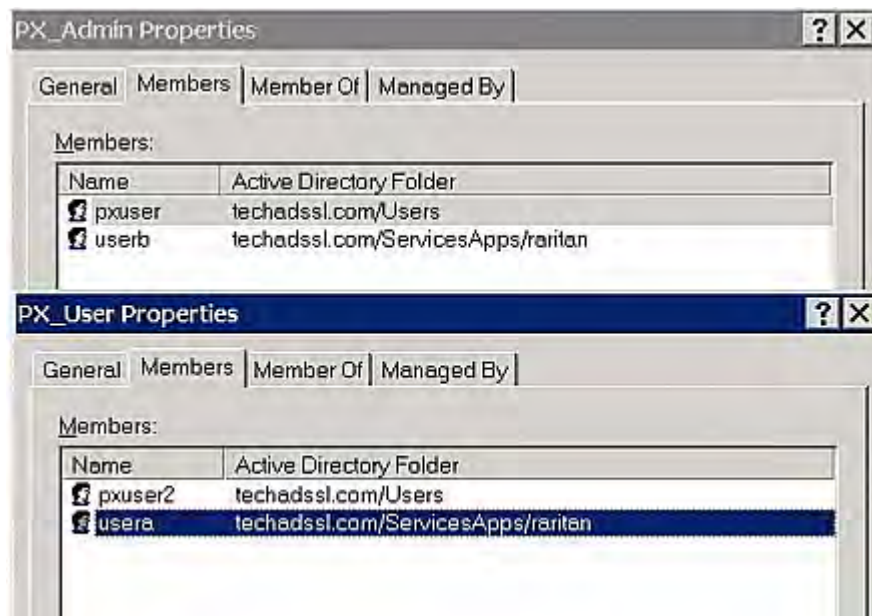 PX_Admin Properties
General Members Member Of Managed By
Members:
Name Active Directory Folder
pxuser techadssl.com/Users
userb techadssl.com/ServicesApps/raritan
PX_User Properties
General Members Member Of Managed By
Members:
Name Active Directory Folder
pxuser2 techadssl.com/Users
usera techadssl.com/ServicesApps/raritan